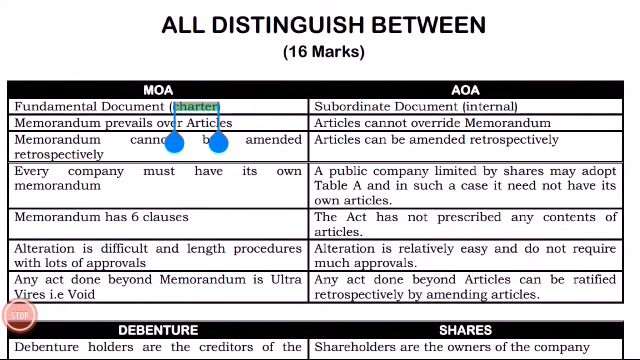 ALL DISTINGUISH BETWEEN
(16 Marks)
MOA
AOA
Fundamental Document (charter)
Subordinate Document (internal)
Memorandum prevails over Articles
Articles cannot override Memorandum
Memorandum cannot be amended
retrospectively
Articles can be amended retrospectively
Every company must have its own
memorandum
A public company limited by shares may adopt
Table A and in such a case it need not have its
own articles.
Memorandum has 6 clauses
The Act has not prescribed any contents of
articles.
Alteration is difficult and length procedures
with lots of approvals
Alteration is relatively easy and do not require
much approvals.
Any act done beyond Memorandum is Ultra
Vires i.e Void
Any act done beyond Articles can be ratified
retrospectively by amending articles.
STOP
DEBENTURE
SHARES
Debenture holders are the creditors of the
Shareholders are the owners of the company